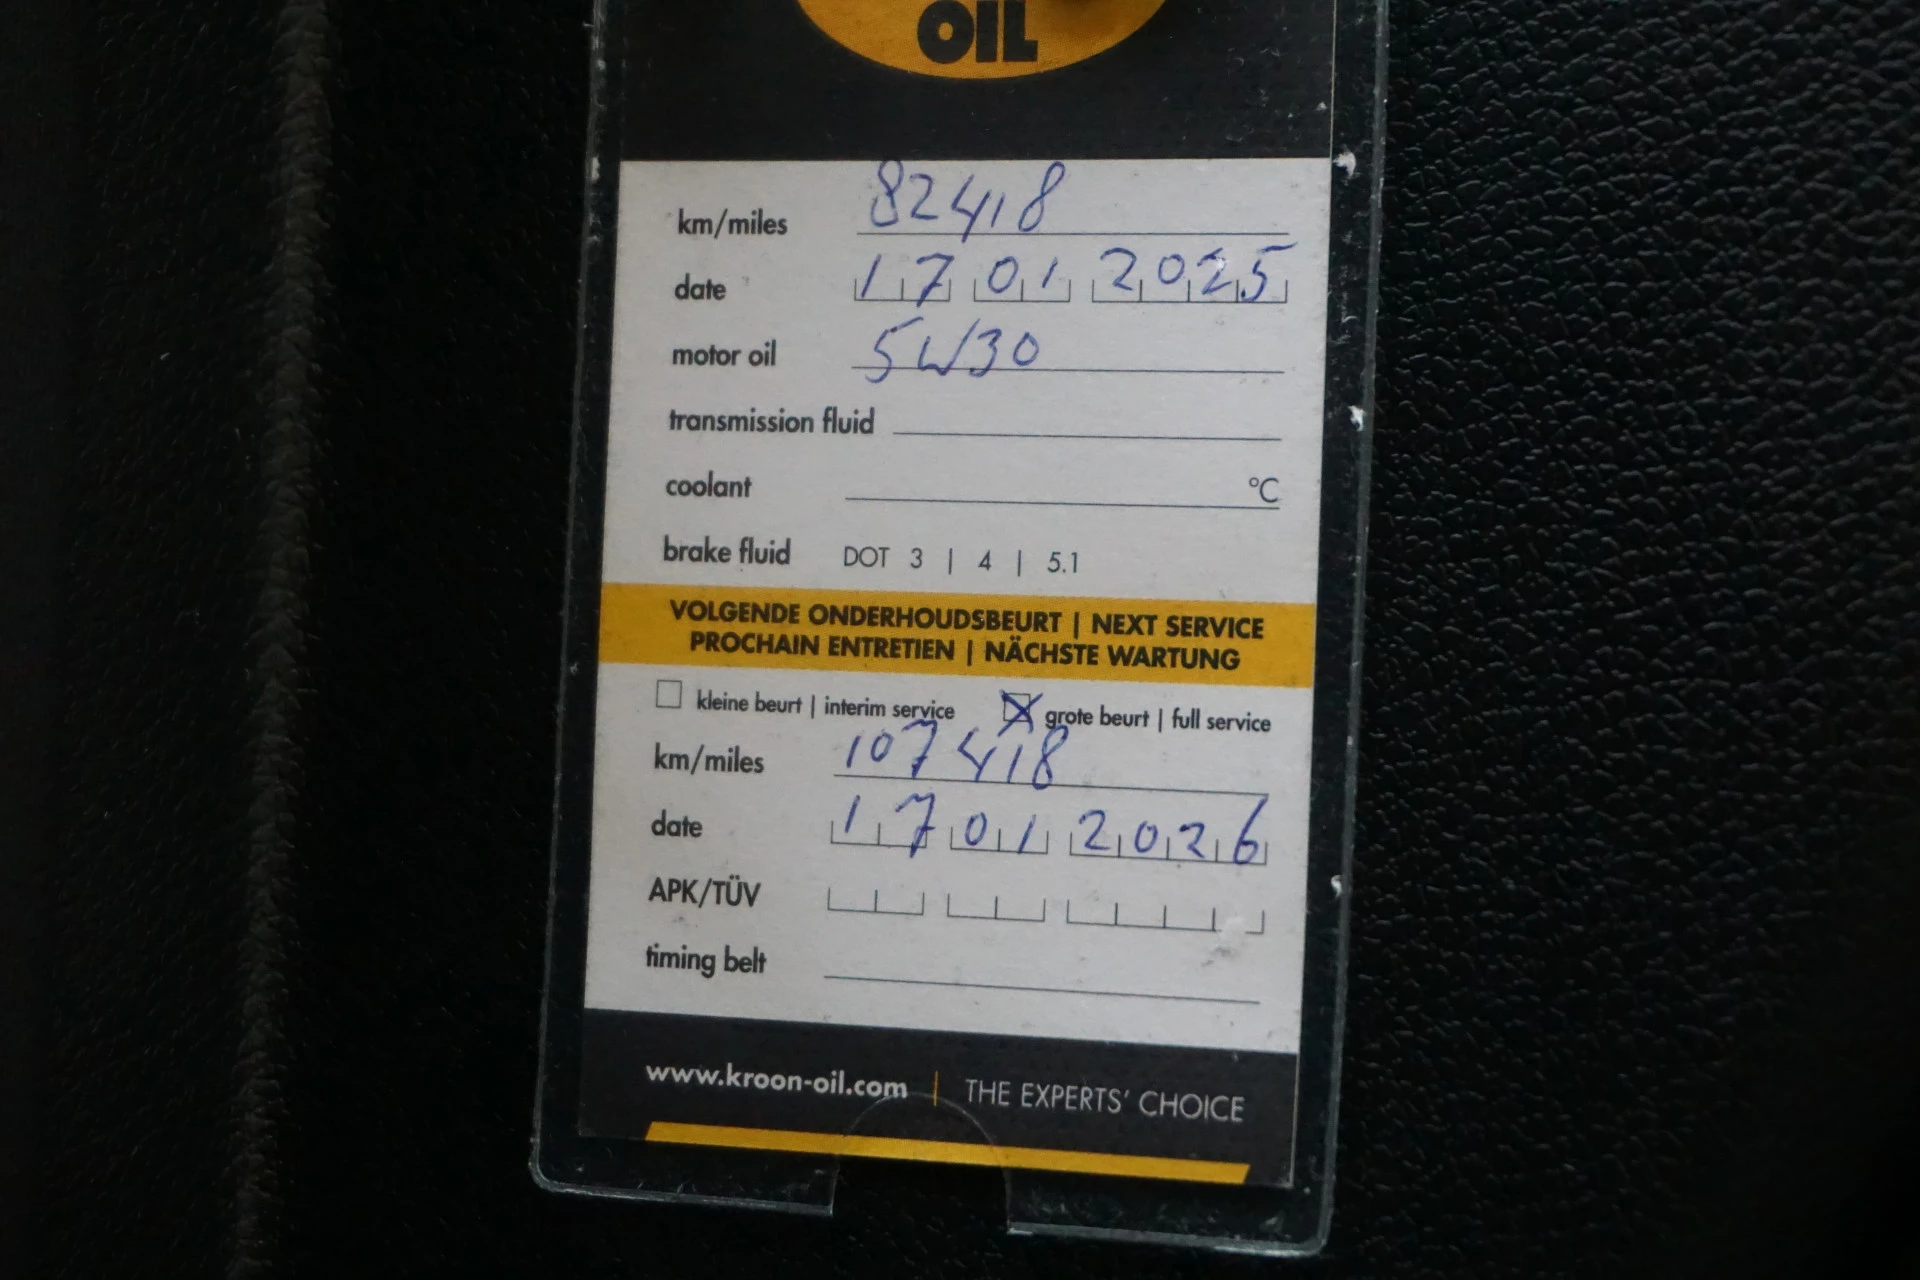 OIL
km/miles 82418
date 17 01 2025
motor oil 5W30
transmission fluid
coolant °C
brake fluid DOT 3 | 4 | 5.1
VOLGENDE ONDERHOUDSBEURT | NEXT SERVICE
PROCHAIN ENTRETIEN | NÄCHSTE WARTUNG
kleine beurt | interim service grote beurt | full service
km/miles 107418
date 17 01 2026
APK/TÜV
timing belt
www.kroon-oil.com | THE EXPERTS' CHOICE